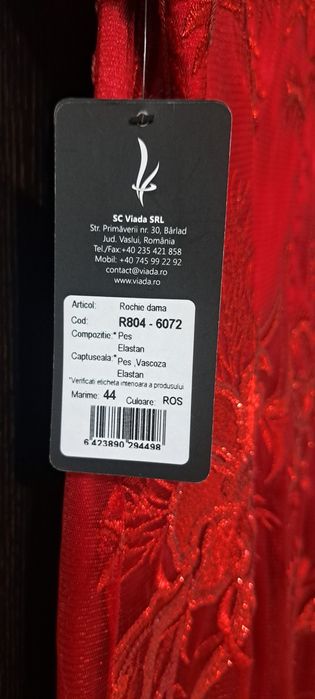 SC Viada SRL
Str. Primăverii nr. 30, Bârlad
Jud. Vaslui, România
Tel./Fax:+40 235 421 858
Mobil: +40 745 99 22 92
contact@viada.ro
www.viada.ro
Articol: Rochie dama
Cod: R804 - 6072
Compozitie:* Pes
Elastan
Captuseala:* Pes ,Vascoza
Elastan
*Verificati eticheta interioara a produsului
Marime: 44 Culoare: ROS
6 423890 294498